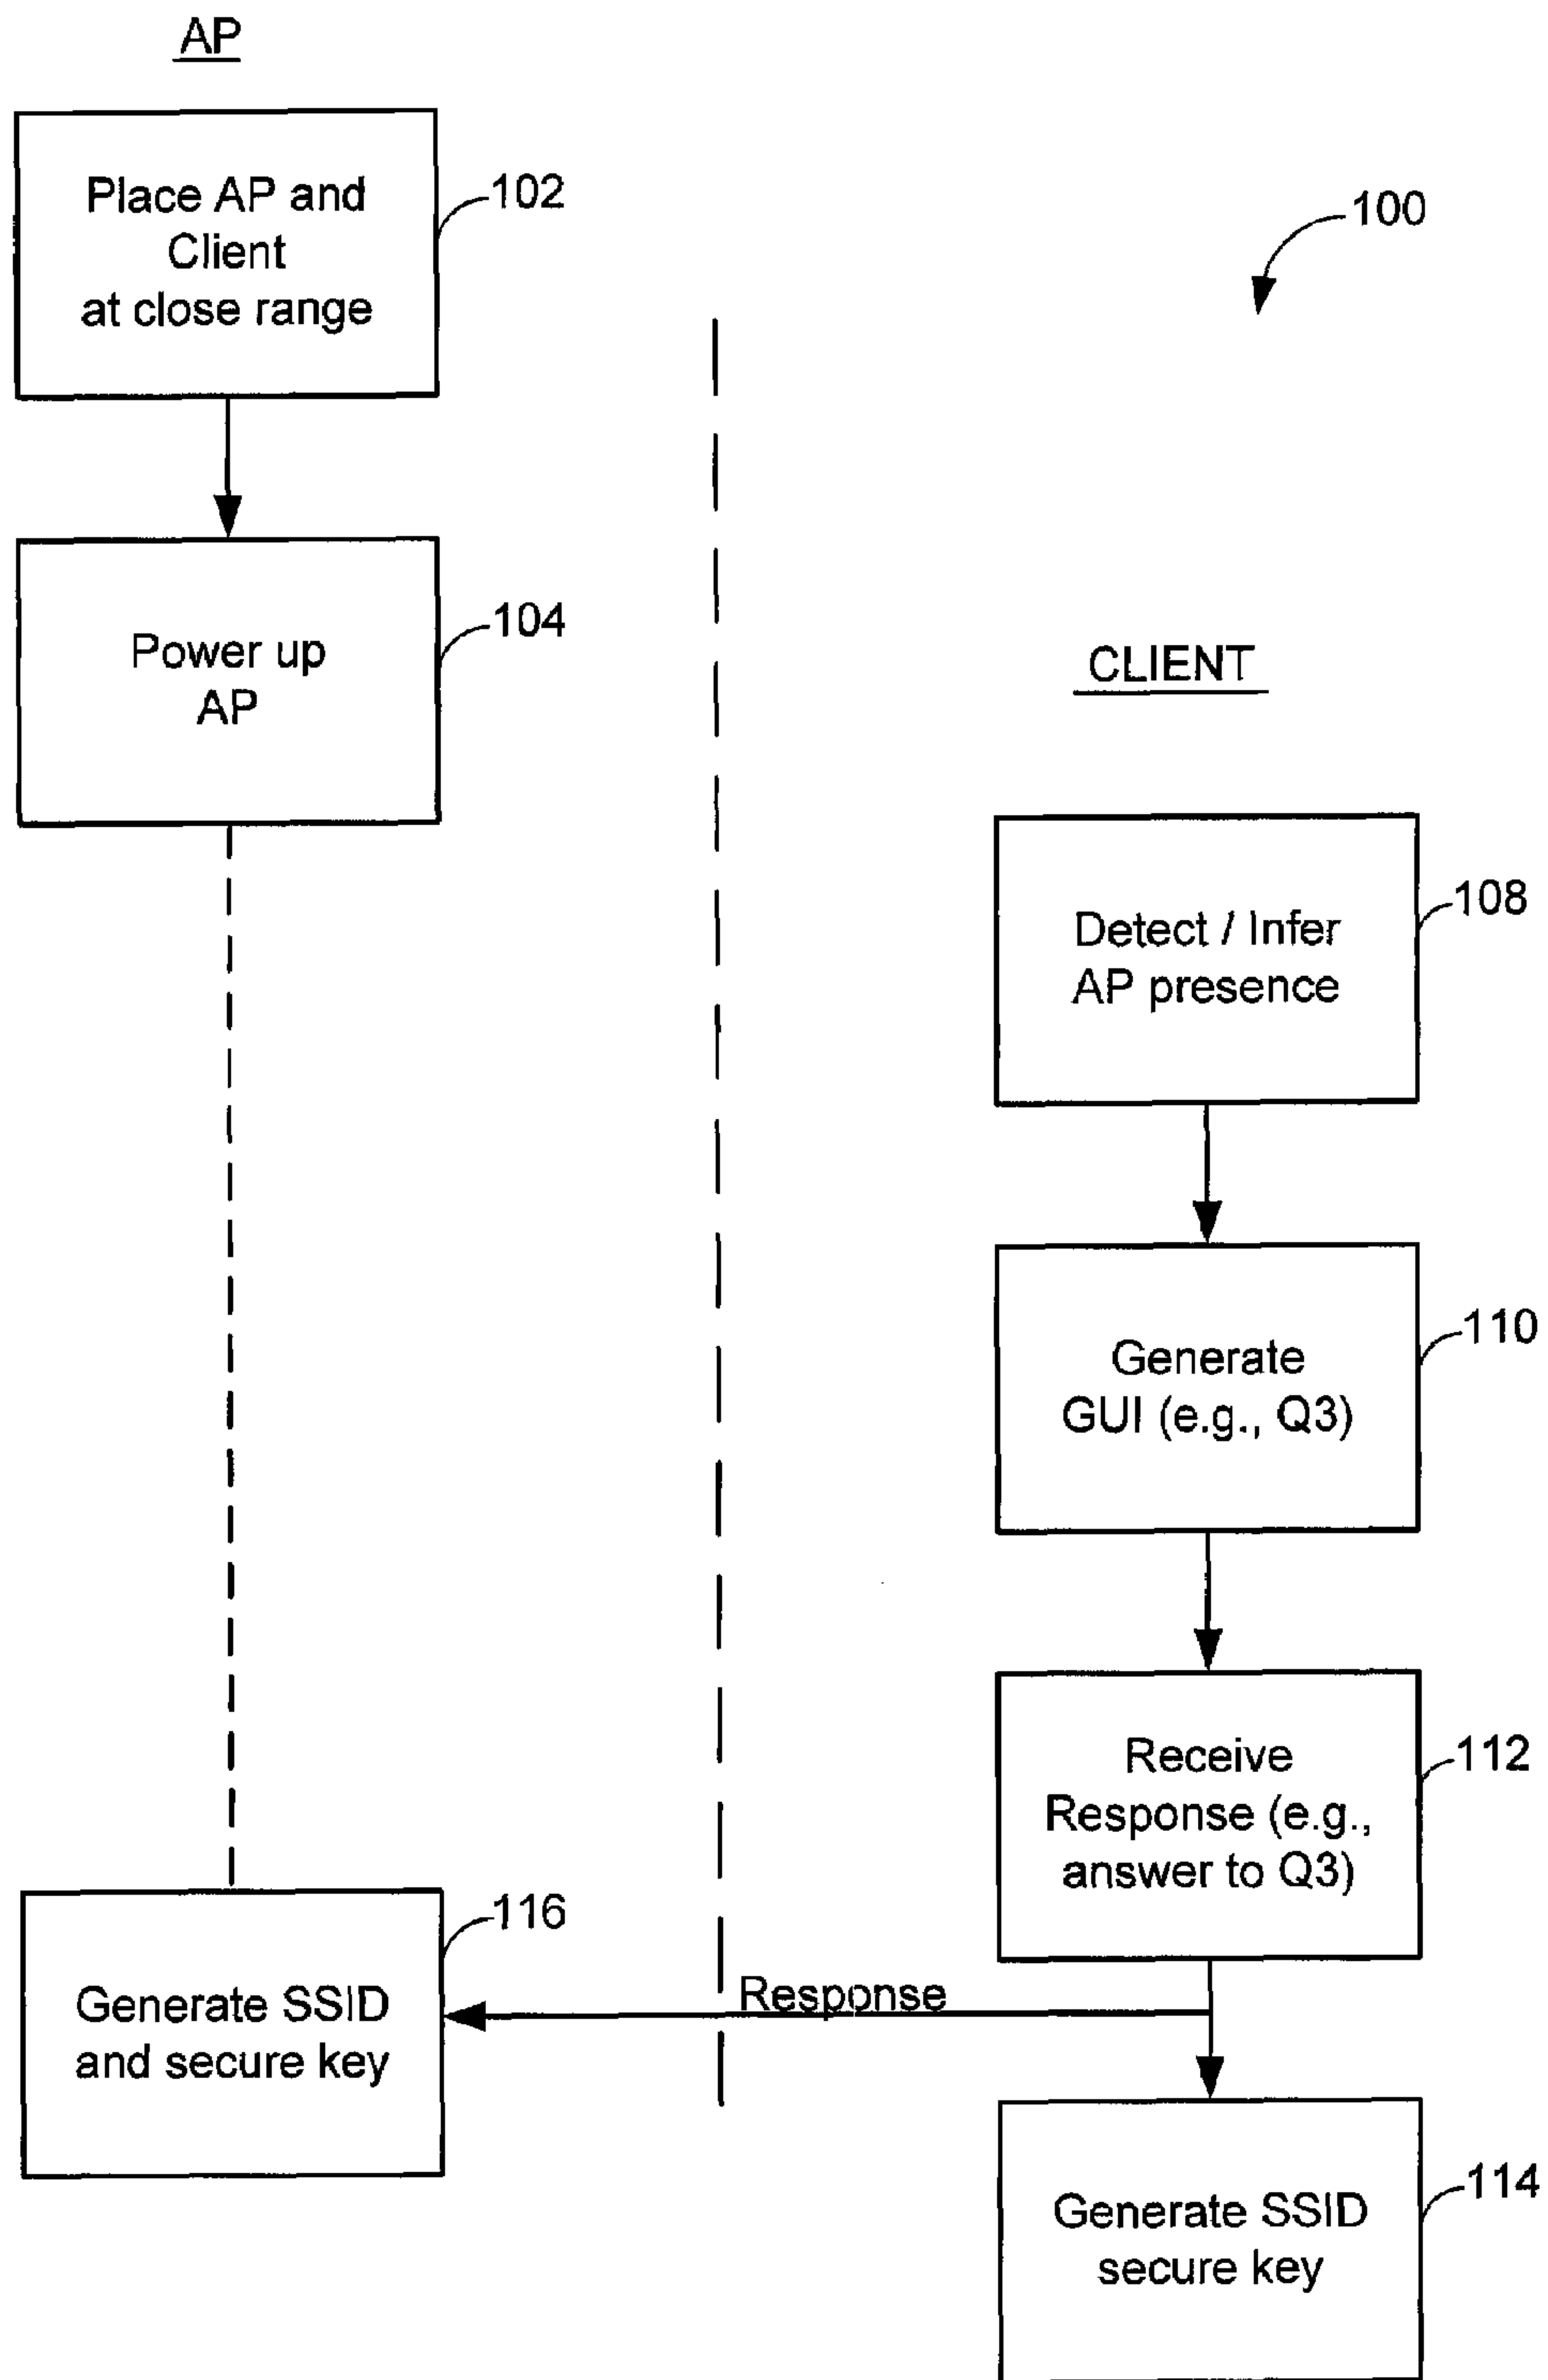 AP
Place AP and
Client
at close range
102
100
Power up
AP
104
CLIENT
Detect / Infer
AP presence
108
Generate
GUI (e.g., Q3)
110
Receive
Response (e.g.,
answer to Q3)
112
Generate SSID
and secure key
116
Response
Generate SSID
secure key
114